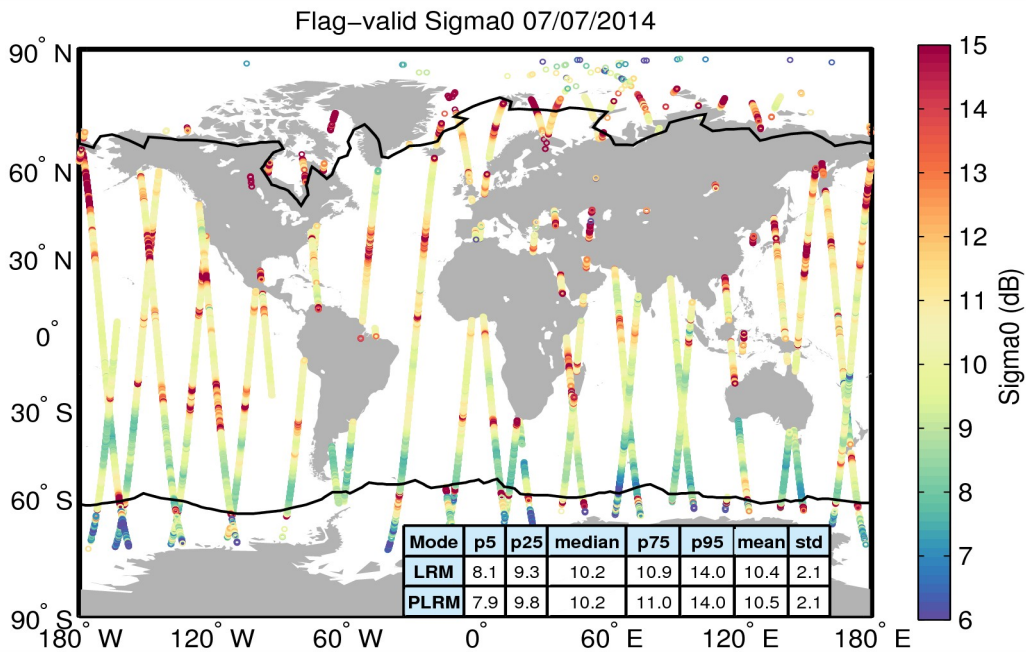 Flag−valid Sigma0 07/07/2014
90° N
60° N
30° N
0°
30° S
60° S
90° S
180° W
120° W
60° W
0°
60° E
120° E
180° E
Mode p5 p25 median p75 p95 mean std
LRM 8.1 9.3 10.2 10.9 14.0 10.4 2.1
PLRM 7.9 9.8 10.2 11.0 14.0 10.5 2.1
15
14
13
12
11
10
9
8
7
6
Sigma0 (dB)